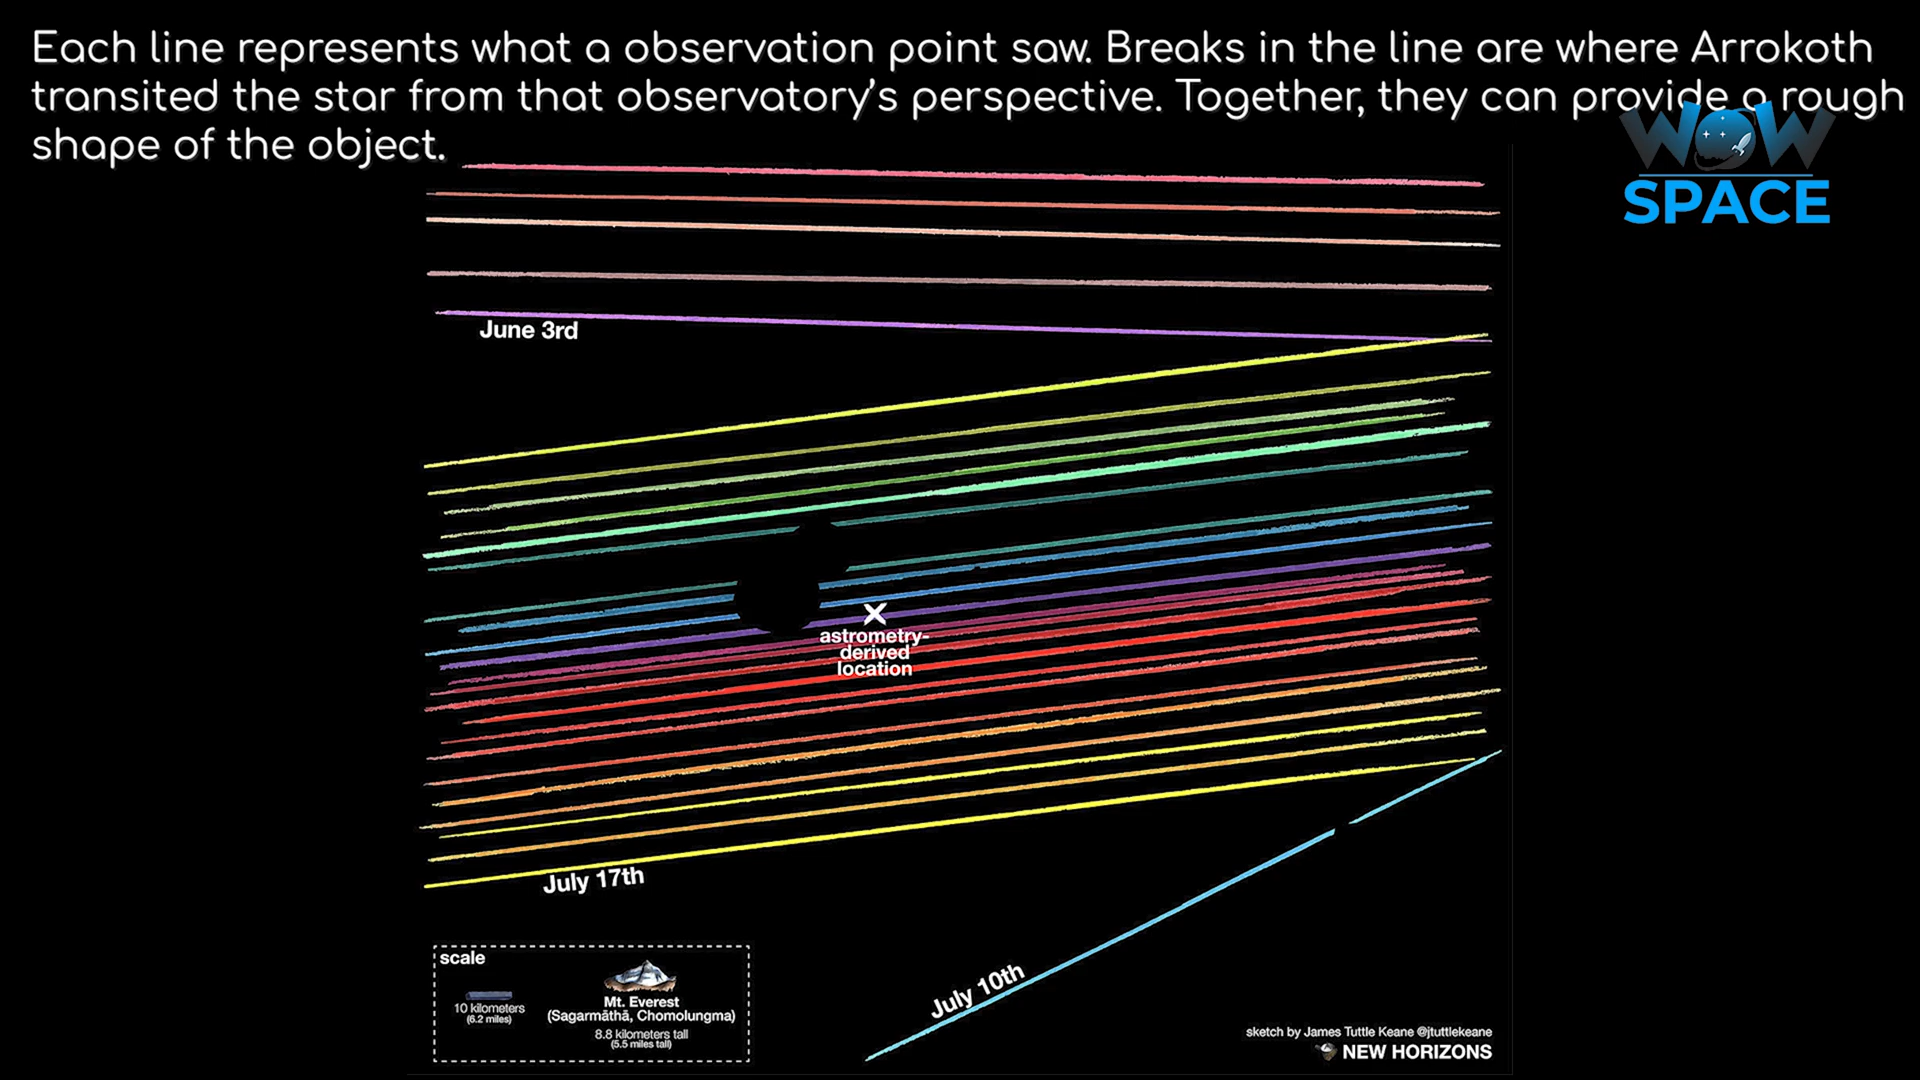 Each line represents what a observation point saw. Breaks in the line are where Arrokoth
transited the star from that observatory's perspective. Together, they can provide a rough
shape of the object.
WOW
SPACE
June 3rd
astrometry-
derived
location
July 17th
July 10th
scale
10 kilometers
(6.2 miles)
Mt. Everest
(Sagarmāthā, Chomolungma)
8.8 kilometers tall
(5.5 miles tall)
sketch by James Tuttle Keane @jtuttlekeane
NEW HORIZONS